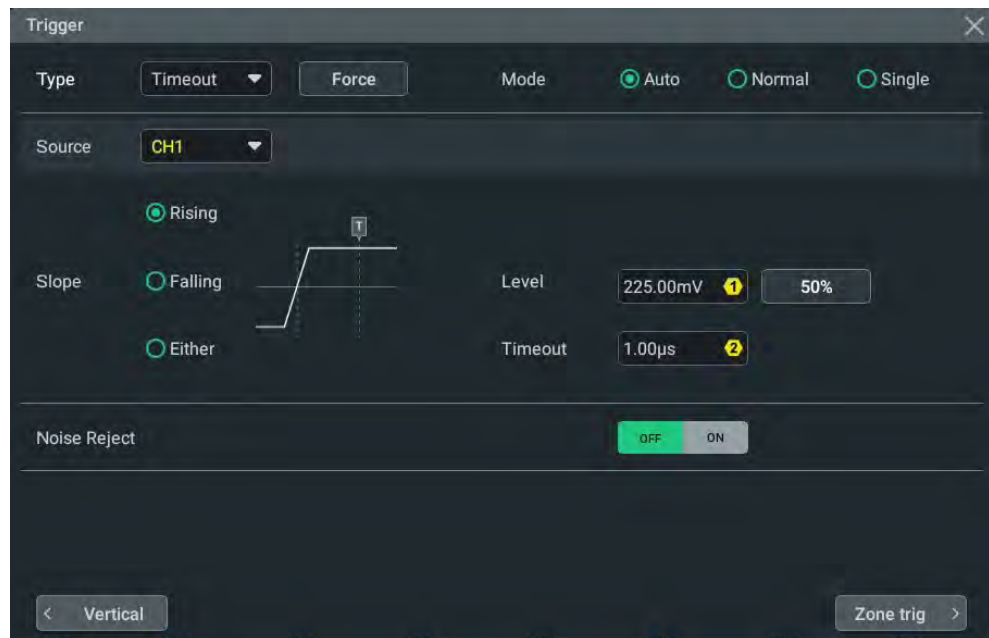 Trigger
Type Timeout Force Mode Auto Normal Single
Source CH1
Rising
T
Slope Falling Level 225.00mV 1 50%
Either Timeout 1.00µs 2
Noise Reject OFF ON
< Vertical Zone trig >